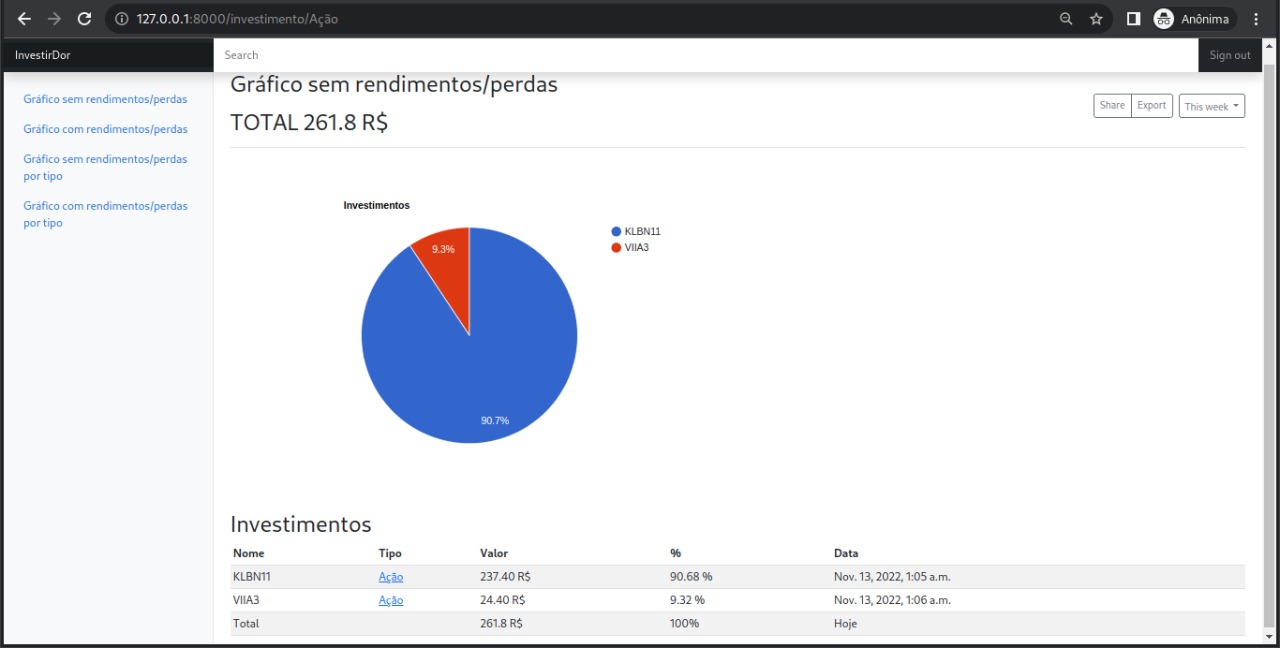 127.0.0.1:8000/investimento/Ação
Anônima
InvestirDor
Search
Sign out
Gráfico sem rendimentos/perdas
Gráfico com rendimentos/perdas
Gráfico sem rendimentos/perdas
por tipo
Gráfico com rendimentos/perdas
por tipo
Gráfico sem rendimentos/perdas
TOTAL 261.8 R$
Share
Export
This week
Investimentos
KLBN11
VIIA3
9.3%
90.7%
Investimentos
Nome Tipo Valor % Data
KLBN11 Ação 237.40 R$ 90.68 % Nov. 13, 2022, 1:05 a.m.
VIIA3 Ação 24.40 R$ 9.32 % Nov. 13, 2022, 1:06 a.m.
Total 261.8 R$ 100% Hoje